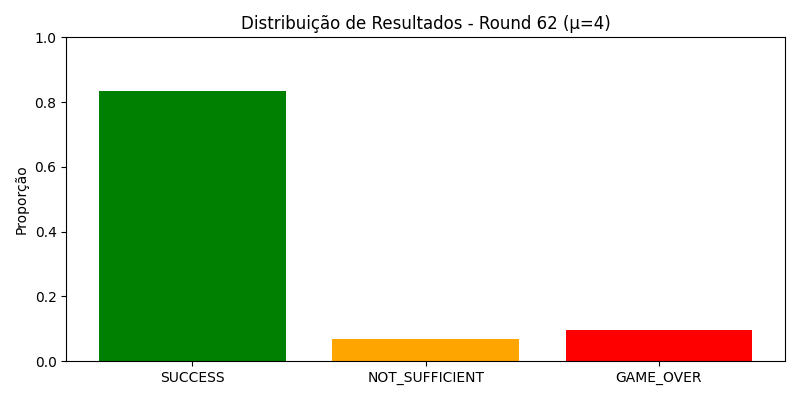 Distribuição de Resultados - Round 62 (μ=4)
Proporção
1.0
0.8
0.6
0.4
0.2
0.0
SUCCESS
NOT_SUFFICIENT
GAME_OVER